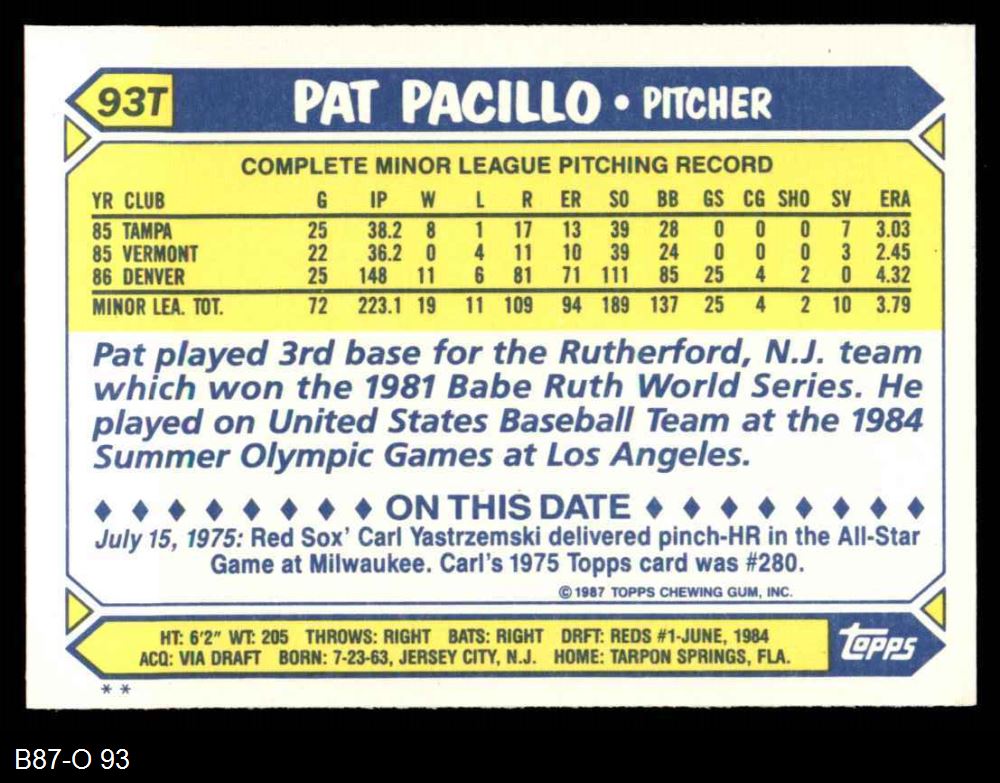 93T
PAT PACILLO • PITCHER
COMPLETE MINOR LEAGUE PITCHING RECORD
YR CLUB G IP W L R ER SO BB GS CG SHO SV ERA
85 TAMPA 25 38.2 8 1 17 13 39 28 0 0 0 7 3.03
85 VERMONT 22 36.2 0 4 11 10 39 24 0 0 0 3 2.45
86 DENVER 25 148 11 6 81 71 111 85 25 4 2 0 4.32
MINOR LEA. TOT. 72 223.1 19 11 109 94 189 137 25 4 2 10 3.79
Pat played 3rd base for the Rutherford, N.J. team
which won the 1981 Babe Ruth World Series. He
played on United States Baseball Team at the 1984
Summer Olympic Games at Los Angeles.
♦ ♦ ♦ ♦ ♦ ♦ ♦ ♦ ON THIS DATE ♦ ♦ ♦ ♦ ♦ ♦ ♦ ♦
July 15, 1975: Red Sox' Carl Yastrzemski delivered pinch-HR in the All-Star
Game at Milwaukee. Carl's 1975 Topps card was #280.
©1987 TOPPS CHEWING GUM, INC.
HT: 6'2" WT: 205 THROWS: RIGHT BATS: RIGHT DRFT: REDS #1-JUNE, 1984
ACQ: VIA DRAFT BORN: 7-23-63, JERSEY CITY, N.J. HOME: TARPON SPRINGS, FLA.
Topps
* *
B87-O 93